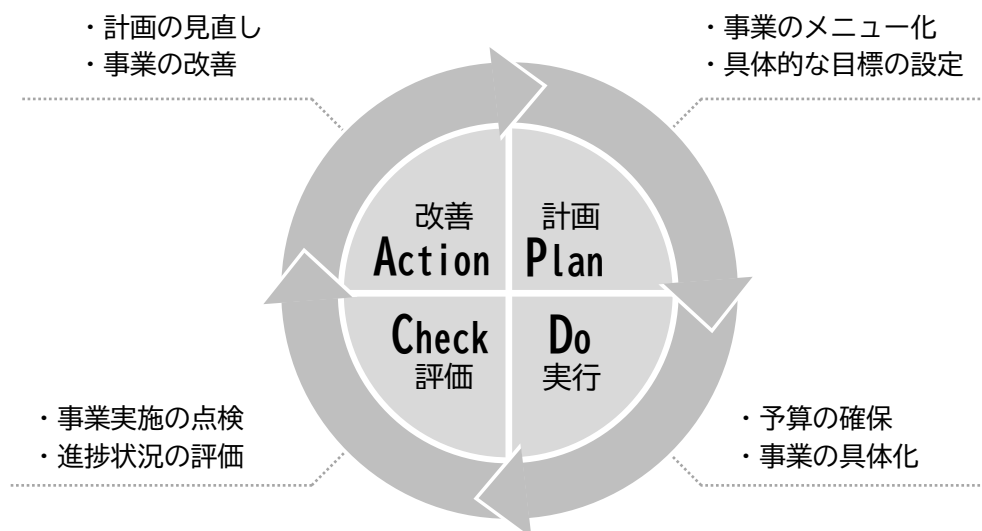 ・計画の見直し
・事業の改善
・事業のメニュー化
・具体的な目標の設定
改善
Action
計画
Plan
Check
評価
Do
実行
・事業実施の点検
・進捗状況の評価
・予算の確保
・事業の具体化